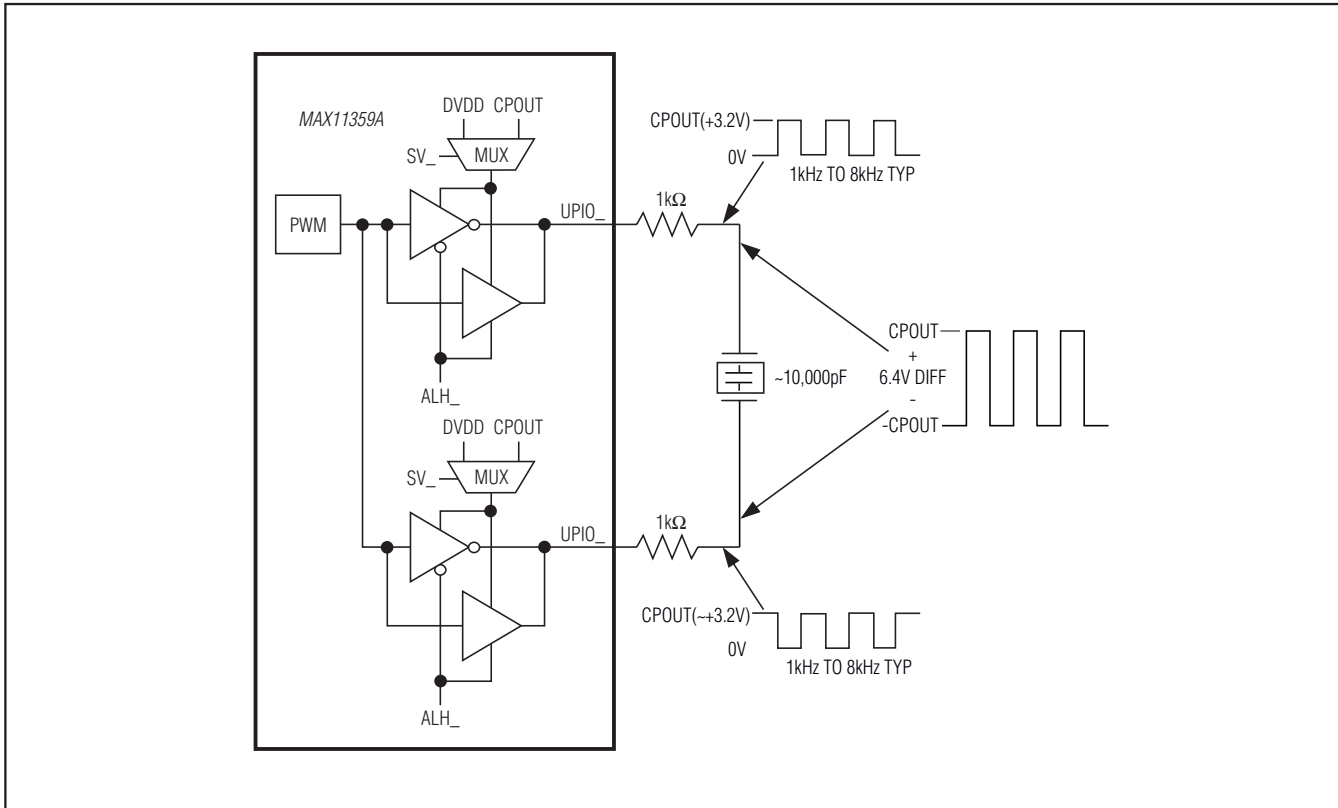 MAX11359A
DVDD CPOUT
SV_
MUX
PWM
UPIO_
ALH_
DVDD CPOUT
SV_
MUX
UPIO_
ALH_
1kΩ
CPOUT(+3.2V)
0V
1kHz TO 8kHz TYP
~10,000pF
CPOUT
+
6.4V DIFF
-
-CPOUT
1kΩ
CPOUT(~+3.2V)
0V
1kHz TO 8kHz TYP